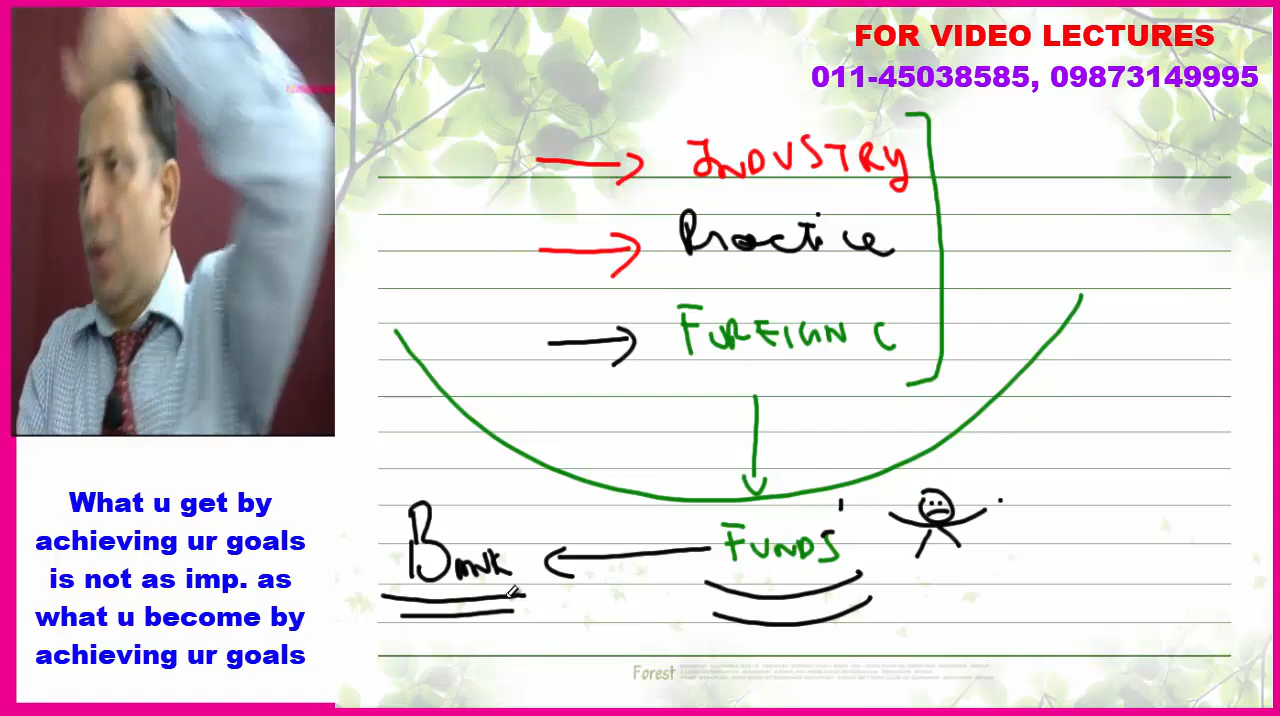 FOR VIDEO LECTURES
011-45038585, 09873149995
INDUSTRY
Practice
FOREIGN C
Bank
FUNDS
What u get by
achieving ur goals
is not as imp. as
what u become by
achieving ur goals
Forest